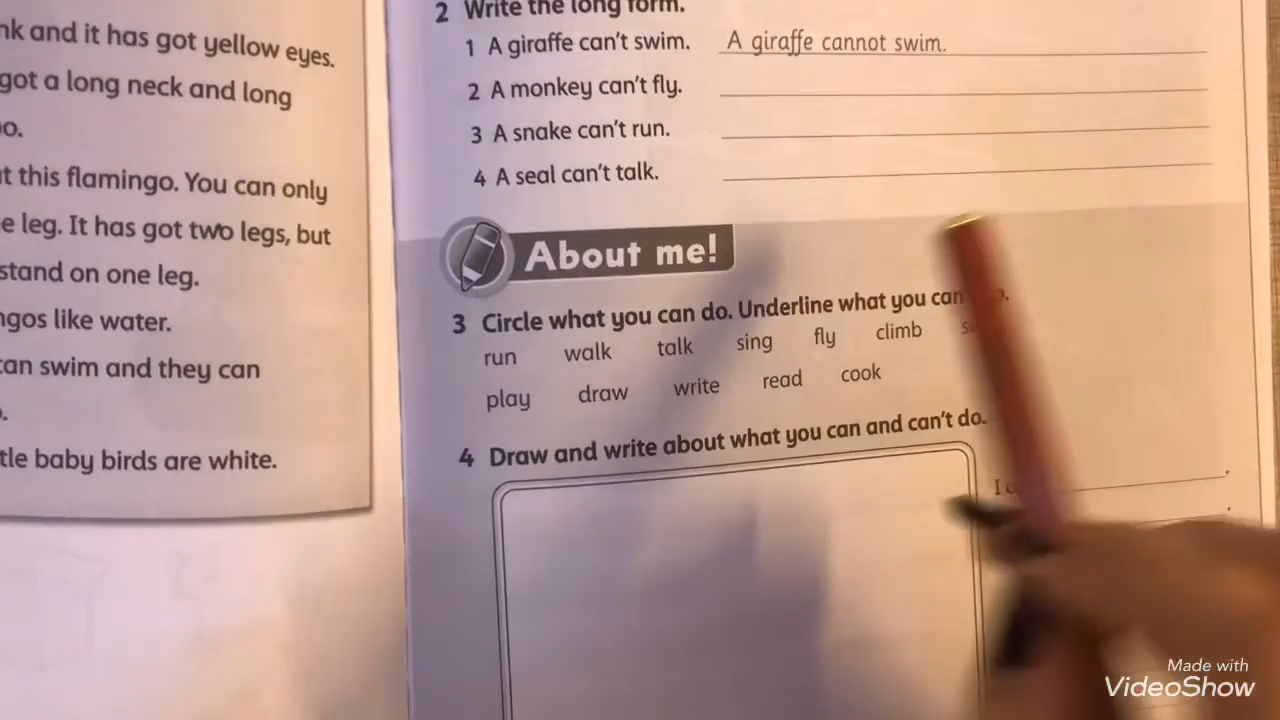 nk and it has got yellow eyes.
got a long neck and long
oo.
t this flamingo. You can only
e leg. It has got two legs, but
stand on one leg.
ngos like water.
can swim and they can
tle baby birds are white.
2 Write the long form.
1 A giraffe can't swim. A giraffe cannot swim.
2 A monkey can't fly.
3 A snake can't run.
4 A seal can't talk.
About me!
3 Circle what you can do. Underline what you can
run walk talk sing fly climb
play draw write read cook
4 Draw and write about what you can and can't do.
I
Made with
VideoShow